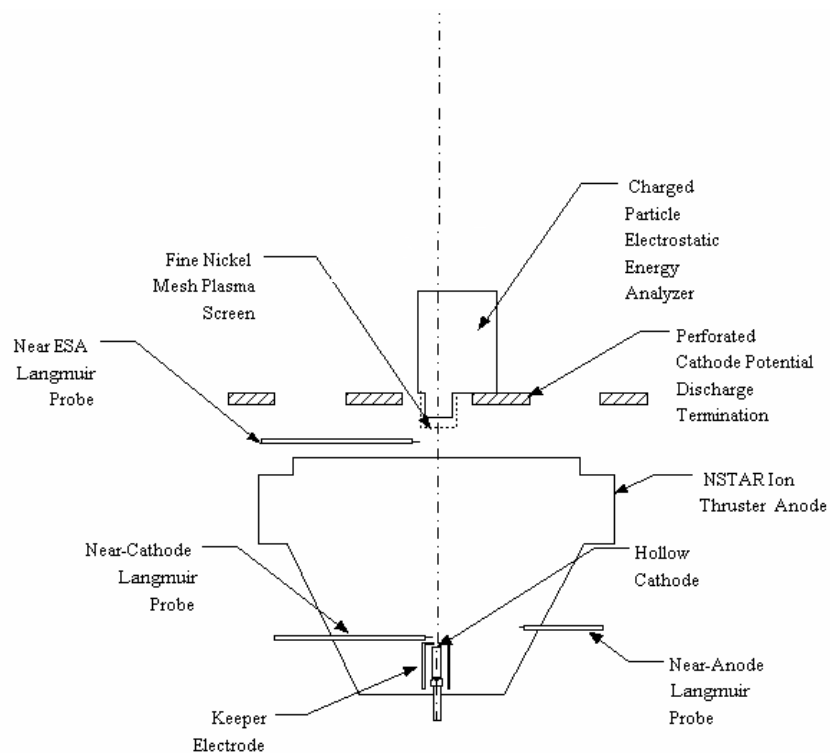 Charged
Particle
Electrostatic
Energy
Analyzer
Fine Nickel
Mesh Plasma
Screen
Near ESA
Langmuir
Probe
Perforated
Cathode Potential
Discharge
Termination
NSTAR Ion
Thruster Anode
Near-Cathode
Langmuir
Probe
Hollow
Cathode
Near-Anode
Langmuir
Probe
Keeper
Electrode